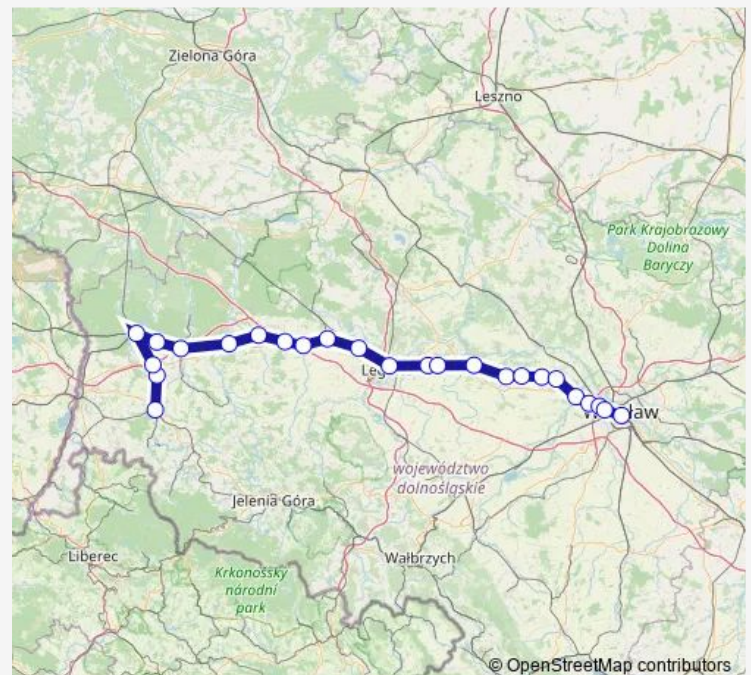 Zielona Góra
Leszno
Park Krajobrazowy
Dolina
Baryczy
województwo
dolnośląskie
Jelenia Góra
Wałbrzych
Liberec
Krkonošský
národní
park
© OpenStreetMap contributors